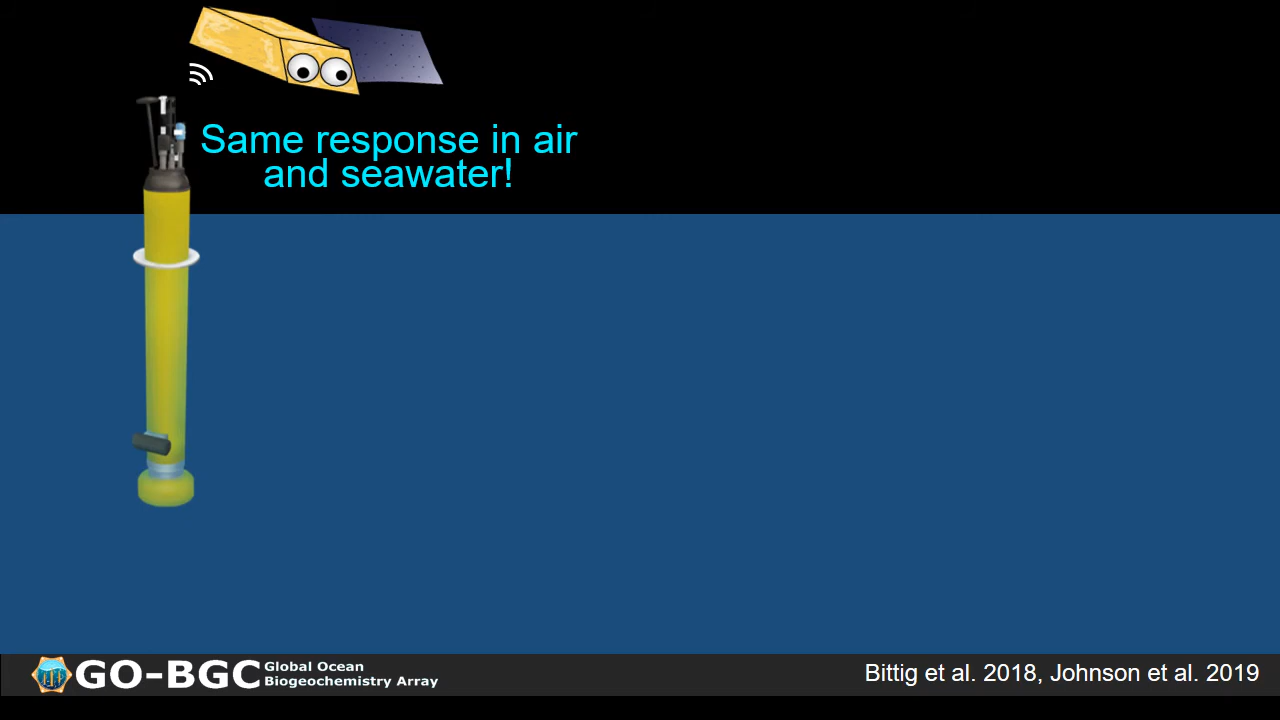 Same response in air
and seawater!
GO-BGC
Global Ocean
Biogeochemistry Array
Bittig et al. 2018, Johnson et al. 2019